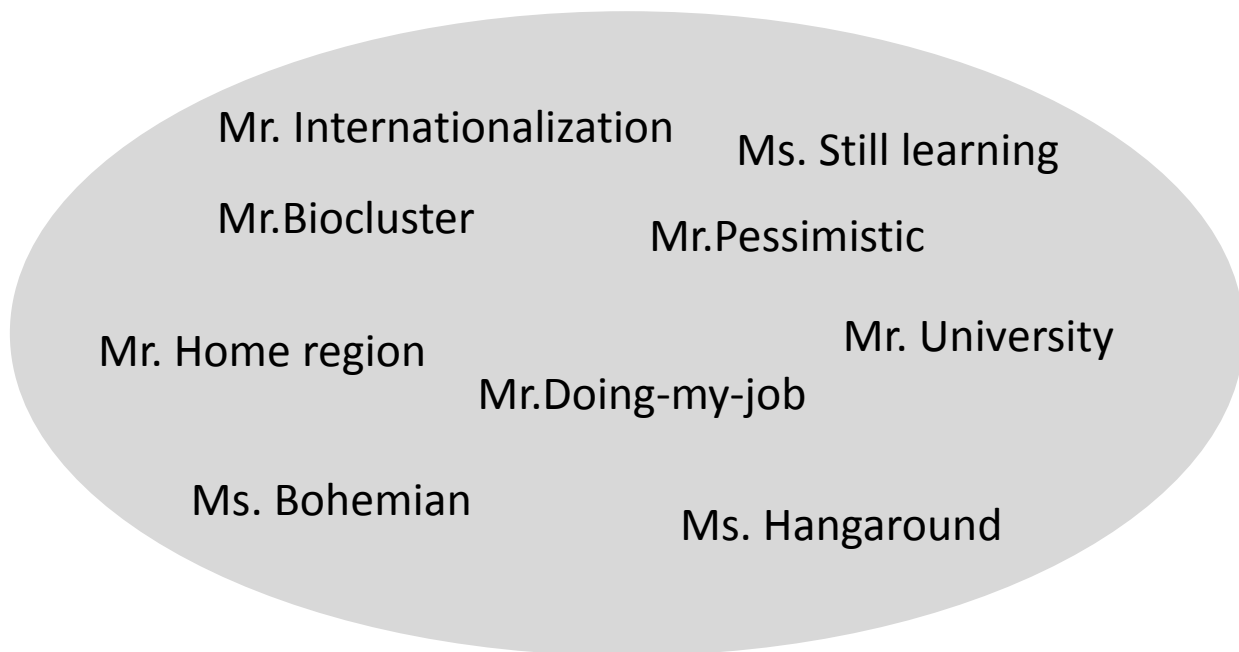 Mr. Internationalization
Ms. Still learning
Mr.Biocluster
Mr.Pessimistic
Mr. University
Mr. Home region
Mr.Doing-my-job
Ms. Bohemian
Ms. Hangaround